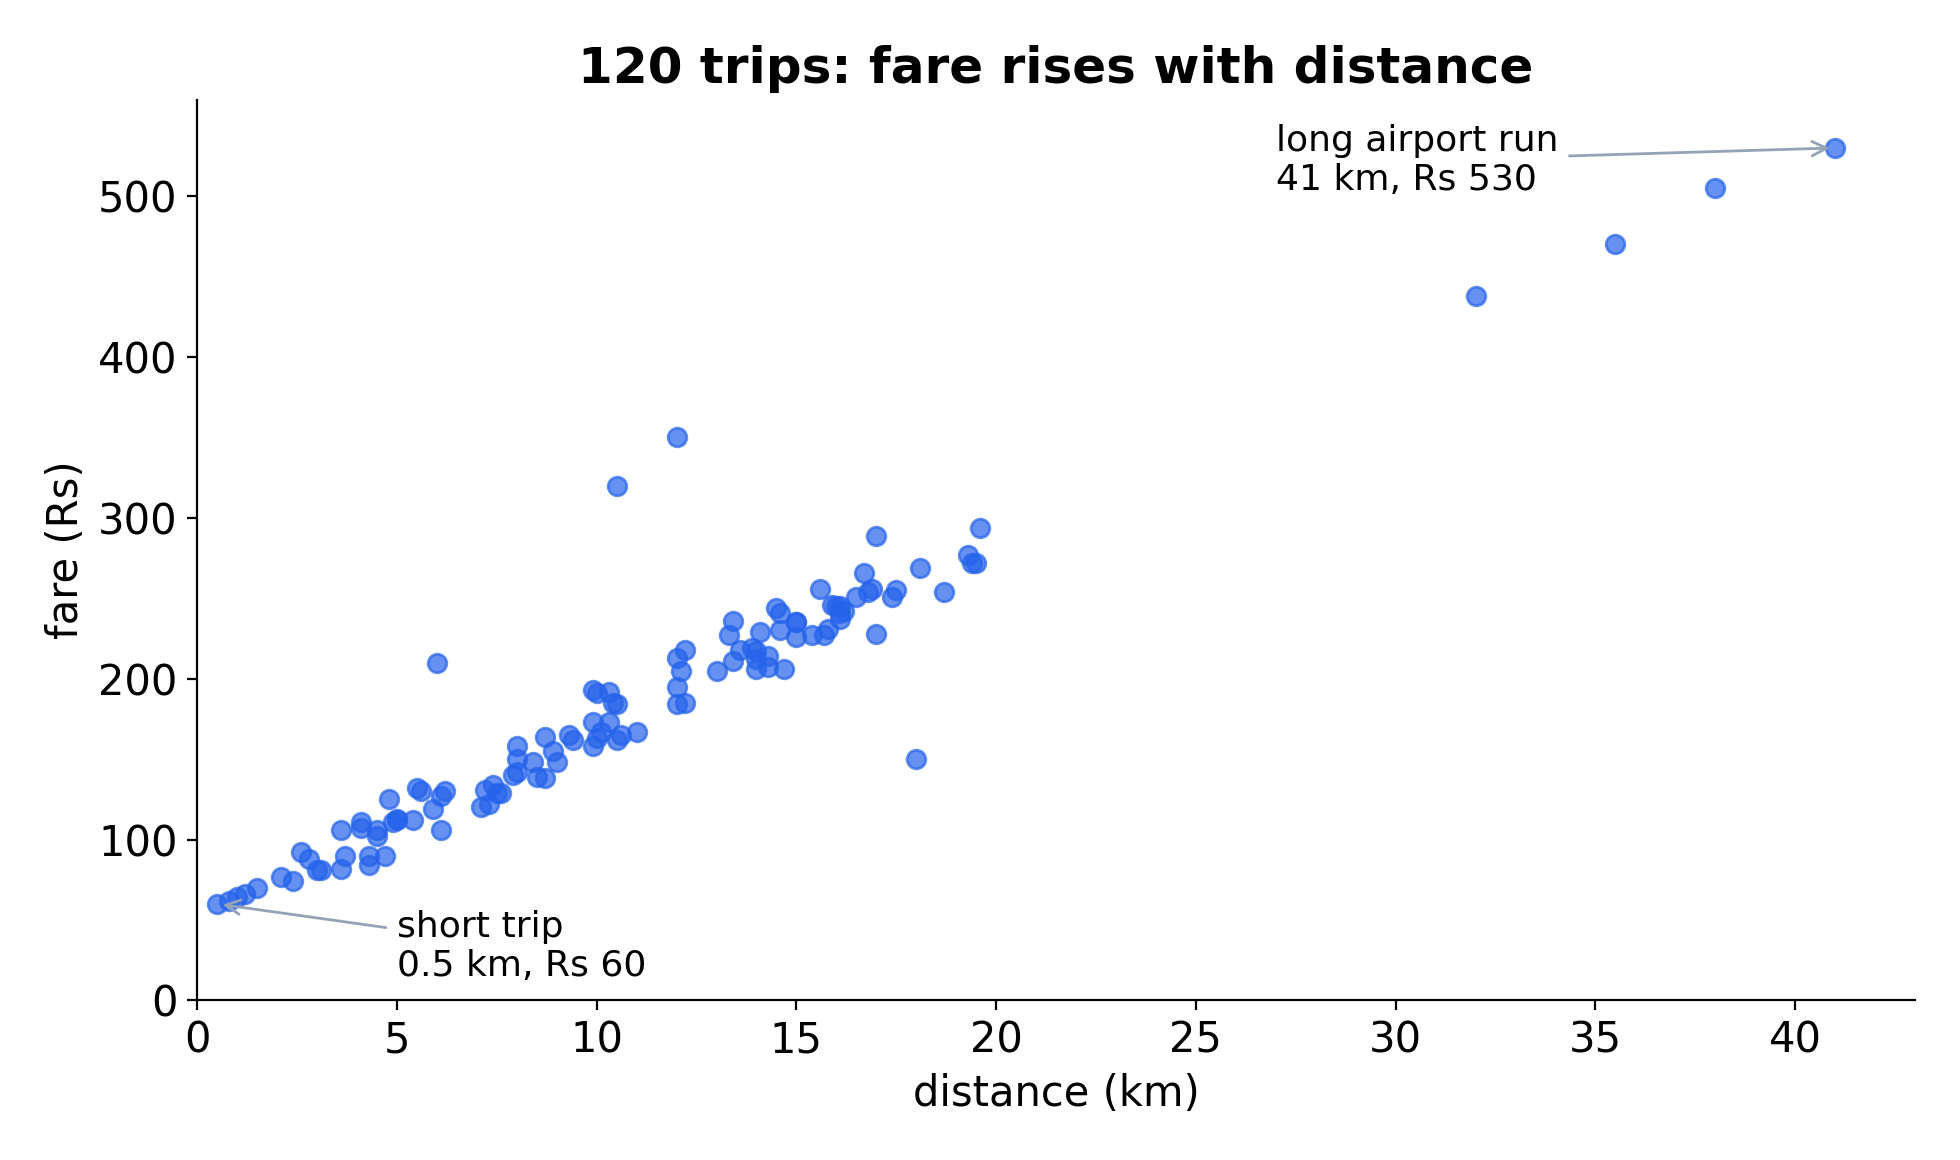 120 trips: fare rises with distance
long airport run
41 km, Rs 530
500
400
300
200
100
0
fare (Rs)
short trip
0.5 km, Rs 60
0 5 10 15 20 25 30 35 40
distance (km)